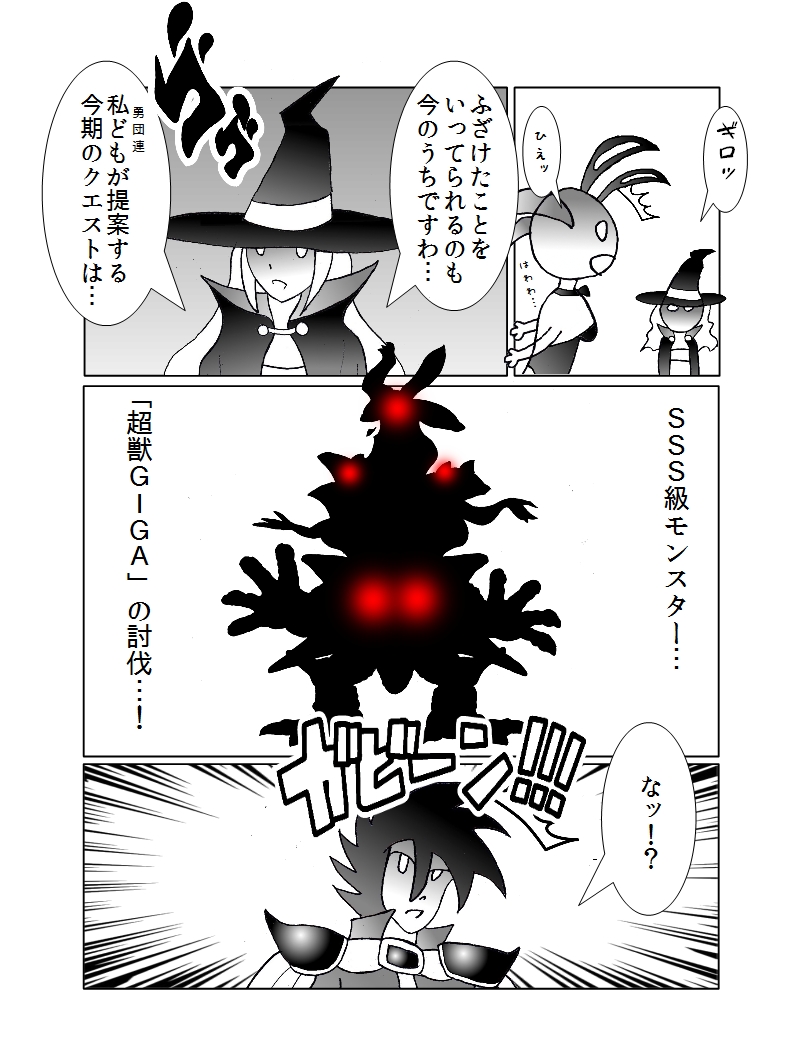 ギロッ
ひえッ
はわわ…
ふざけたことを
いってられるのも
今のうちですわ…
ゴゴゴ
勇団連
私どもが提案する
今期のクエストは…
SSS級モンスター…
「超獣GIGA」の討伐…！
なッ！？
ガビーン!!!